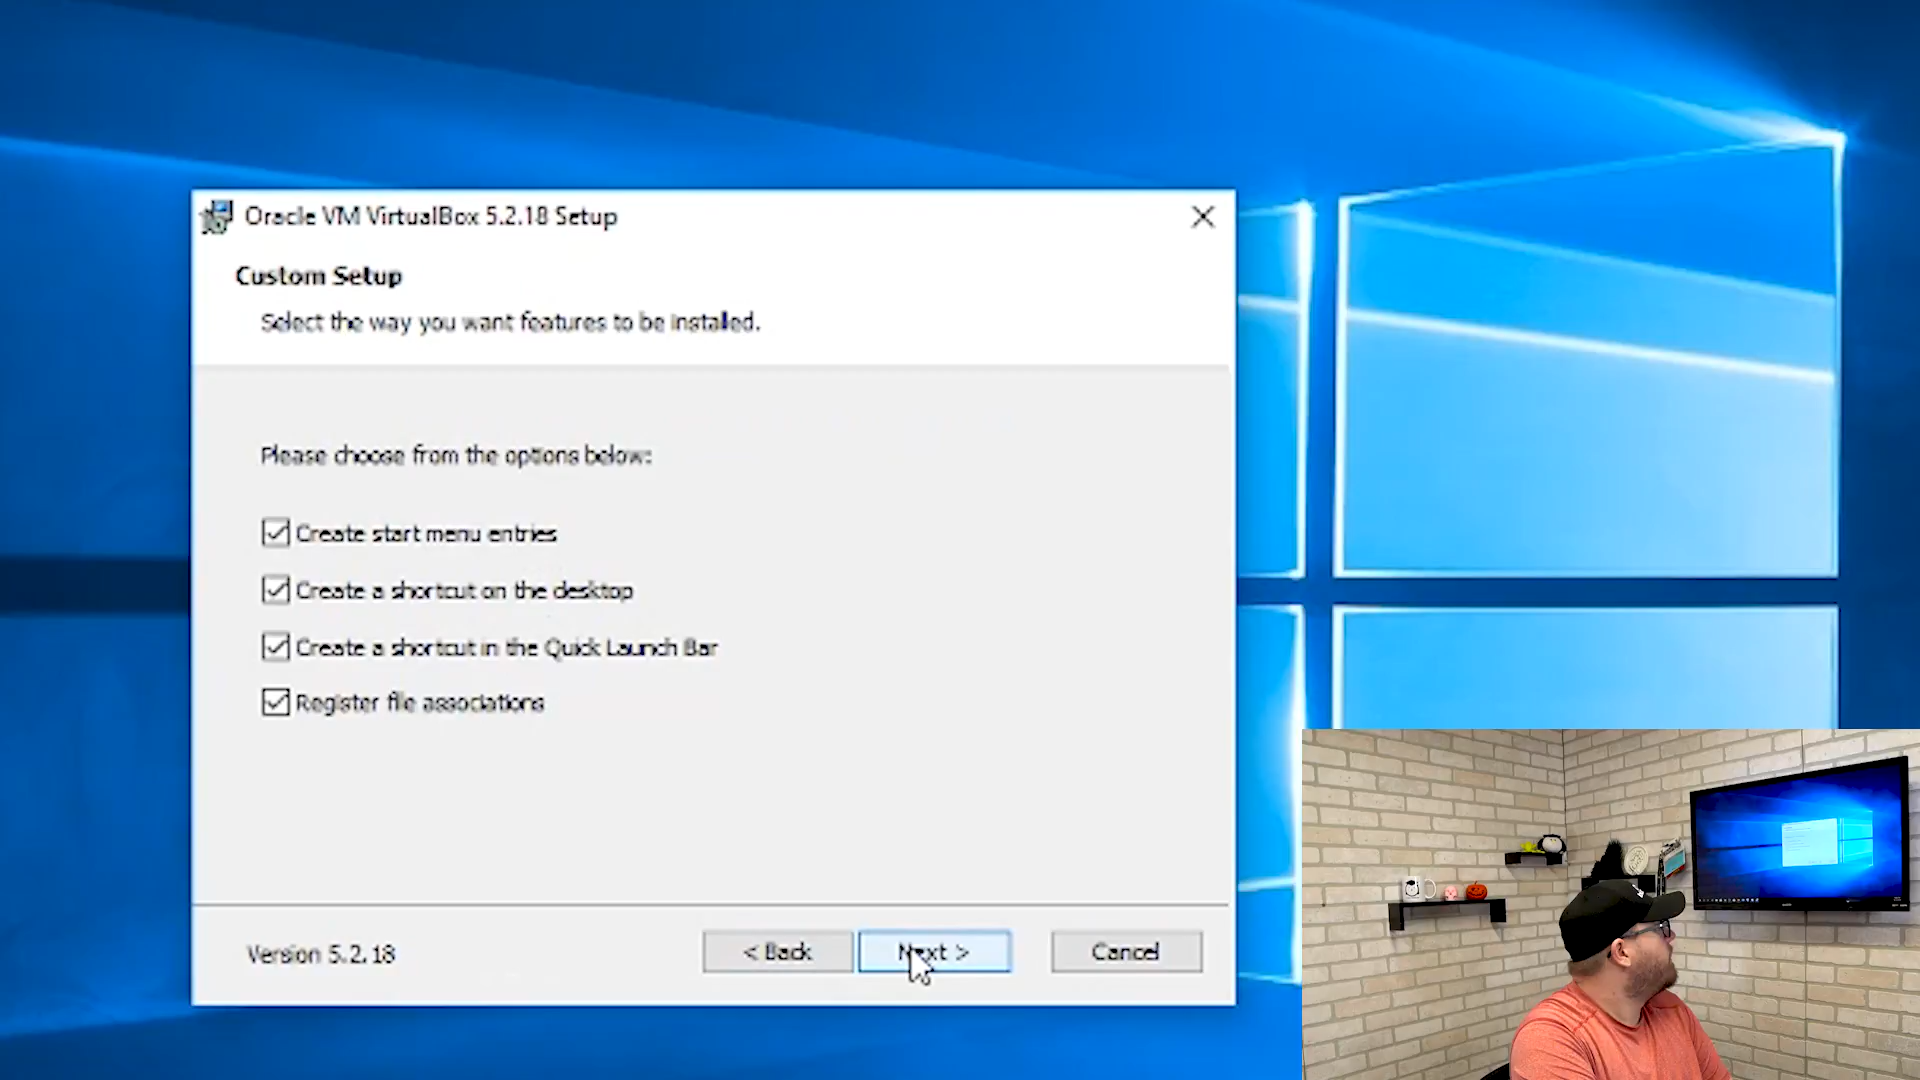 Oracle VM VirtualBox 5.2.18 Setup
Custom Setup
Select the way you want features to be installed.
Please choose from the options below:
Create start menu entries
Create a shortcut on the desktop
Create a shortcut in the Quick Launch Bar
Register file associations
Version 5.2.18
< Back
Next >
Cancel